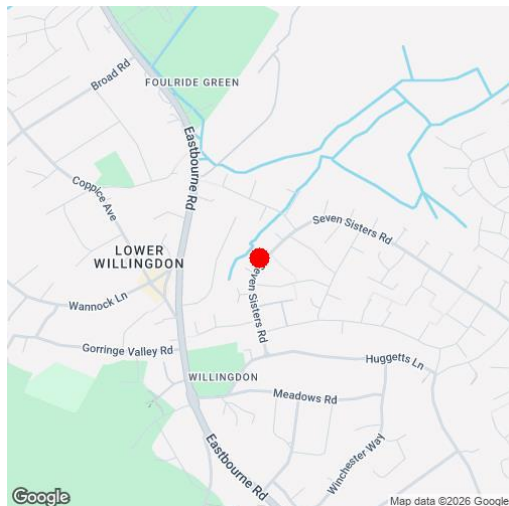 Broad Rd
FOULRIDE GREEN
Eastbourne Rd
Coppice Ave
Seven Sisters Rd
LOWER
WILLINGDON
Seven Sisters Rd
Wannock Ln
Gorringe Valley Rd
Huggetts Ln
WILLINGDON
Meadows Rd
Winchester Way
Eastbourne Rd
Google
Map data ©2026 Google